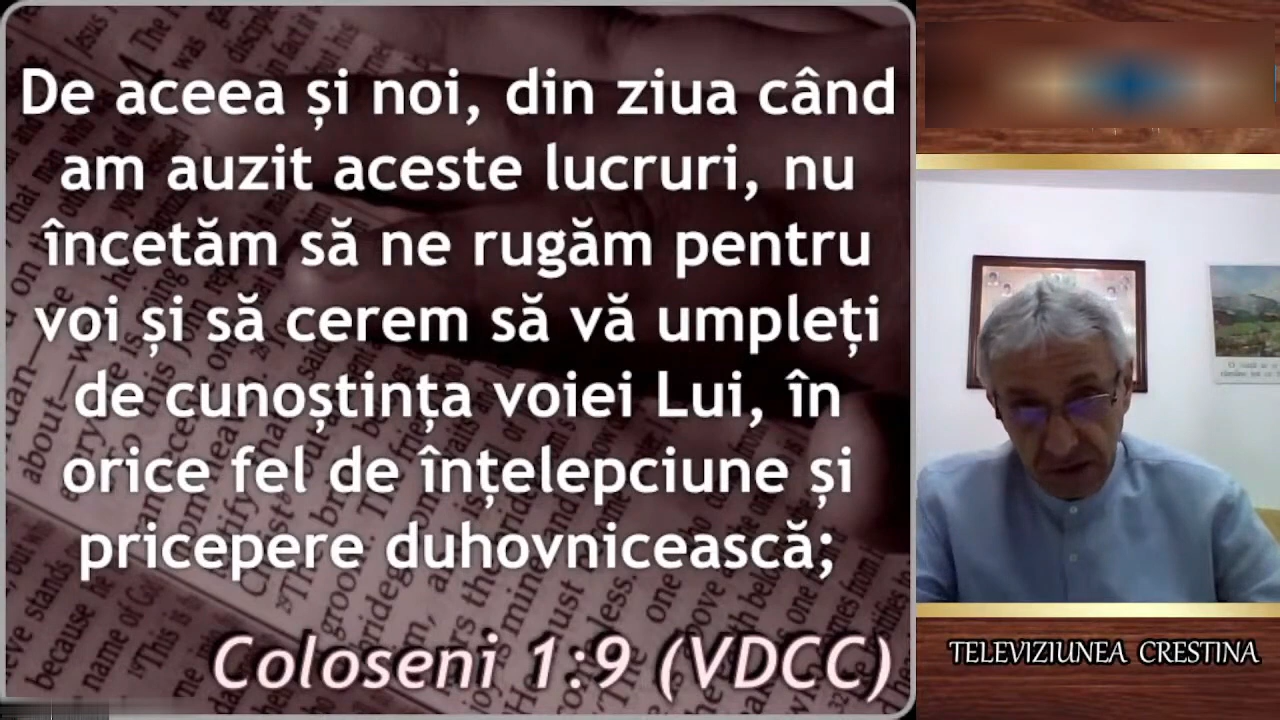 De aceea și noi, din ziua când
am auzit aceste lucruri, nu
încetăm să ne rugăm pentru
voi și să cerem să vă umpleți
de cunoștința voiei Lui, în
orice fel de înțelepciune și
pricepere duhovnicească;
Coloseni 1:9 (VDCC)
TELEVIZIUNEA CRESTINA